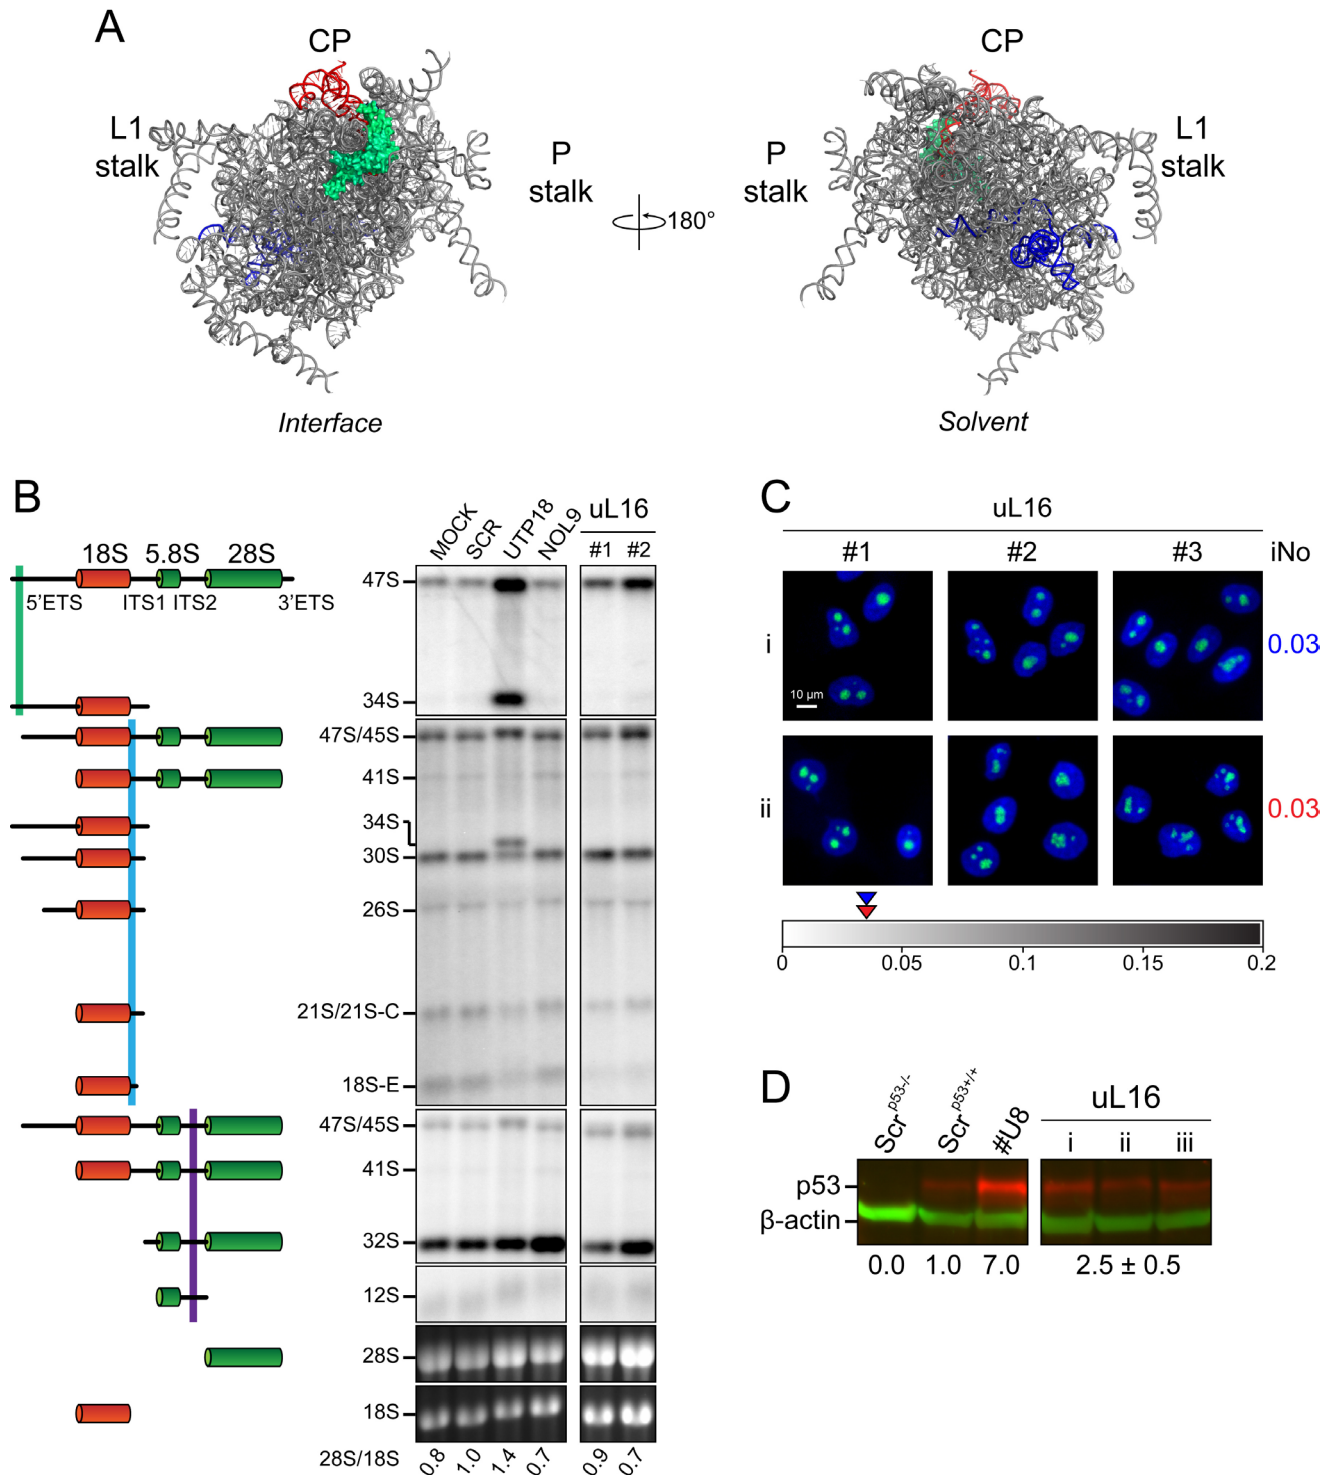 A
CP
L1
stalk
P
stalk
Interface
180°
CP
P
stalk
L1
stalk
Solvent
B
18S 5.8S 28S
5'ETS ITS1 ITS2 3'ETS
MOCK SCR UTP18 NOL9
uL16
#1 #2
47S
34S
47S/45S
41S
34S
30S
26S
21S/21S-C
18S-E
47S/45S
41S
32S
12S
28S
18S
28S/18S 0.8 1.0 1.4 0.7 0.9 0.7
C
uL16
#1 #2 #3 iNo
i 0.03
10 µm
ii 0.03
0 0.05 0.1 0.15 0.2
D
Scr p53-/- Scr p53+/+ #U8
uL16
i ii iii
p53
β-actin
0.0 1.0 7.0 2.5 ± 0.5